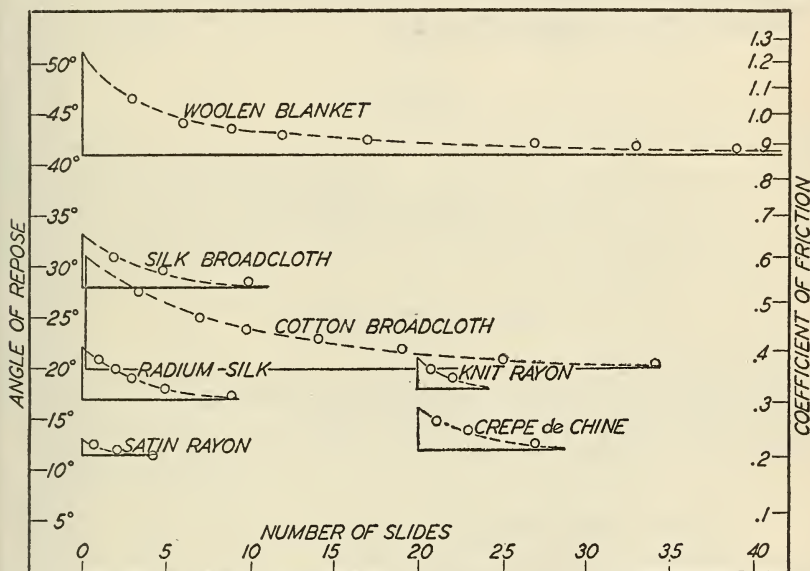 1.3
50°
1.2
1.1
WOOLEN BLANKET
45°
1.0
.9
40°
.8
35°
.7
SILK BROADCLOTH
.6
30°
.5
25°
COTTON BROADCLOTH
.4
20°
RADIUM-SILK
KNIT RAYON
.3
15°
CREPE de CHINE
SATIN RAYON
.2
10°
5°
.1
NUMBER OF SLIDES
0 5 10 15 20 25 30 35 40
ANGLE OF REPOSE
COEFFICIENT OF FRICTION